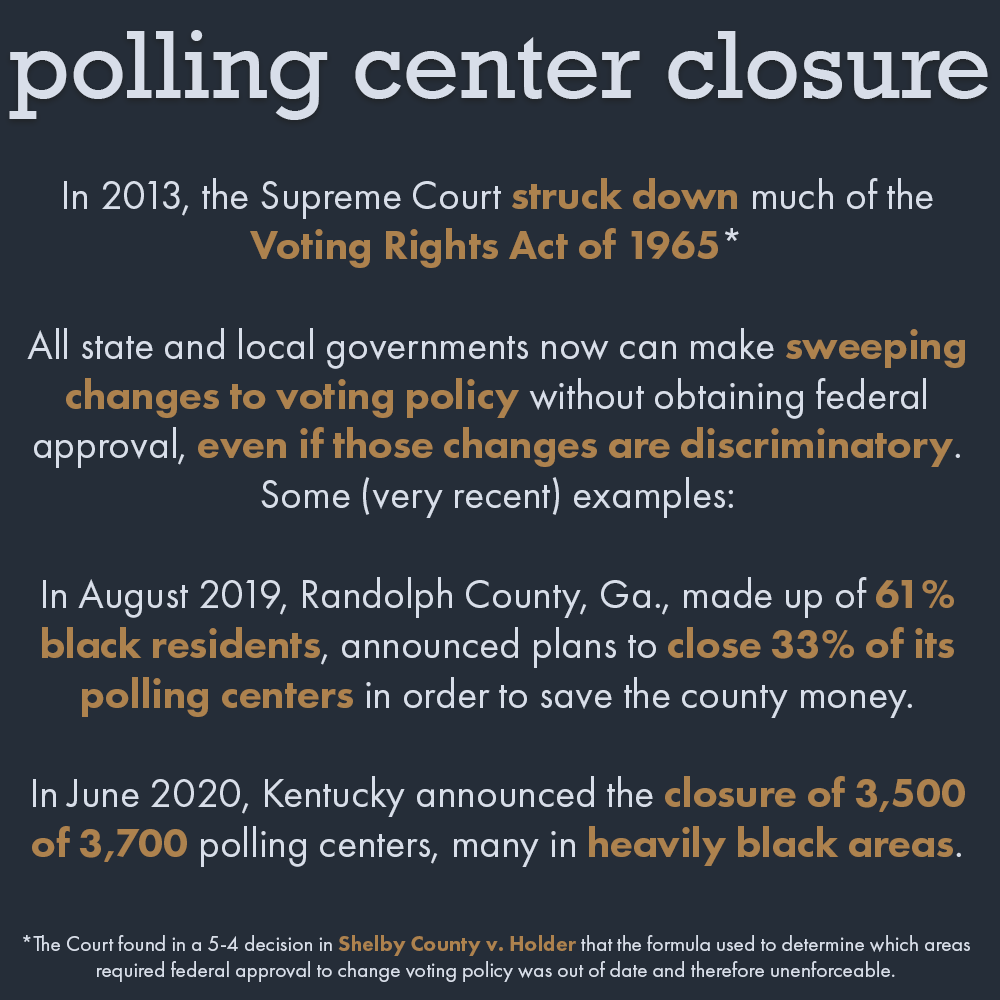 polling center closure
In 2013, the Supreme Court struck down much of the
Voting Rights Act of 1965*
All state and local governments now can make sweeping
changes to voting policy without obtaining federal
approval, even if those changes are discriminatory.
Some (very recent) examples:
In August 2019, Randolph County, Ga., made up of 61%
black residents, announced plans to close 33% of its
polling centers in order to save the county money.
In June 2020, Kentucky announced the closure of 3,500
of 3,700 polling centers, many in heavily black areas.
*The Court found in a 5-4 decision in Shelby County v. Holder that the formula used to determine which areas
required federal approval to change voting policy was out of date and therefore unenforceable.